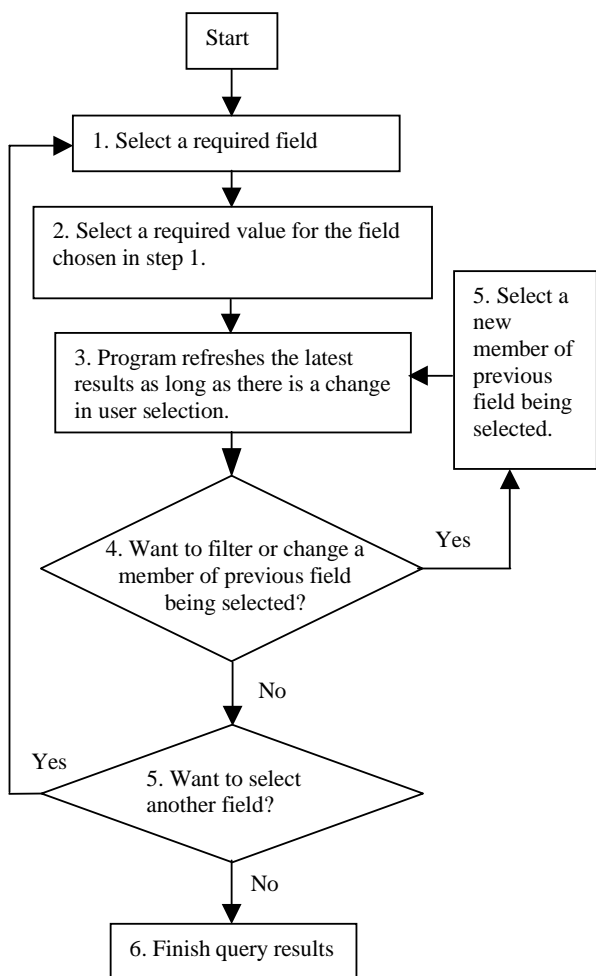 Start
1. Select a required field
2. Select a required value for the field
chosen in step 1.
3. Program refreshes the latest
results as long as there is a change
in user selection.
5. Select a
new
member of
previous
field being
selected.
4. Want to filter or change a
member of previous field
being selected?
Yes
No
5. Want to select
another field?
Yes
No
6. Finish query results